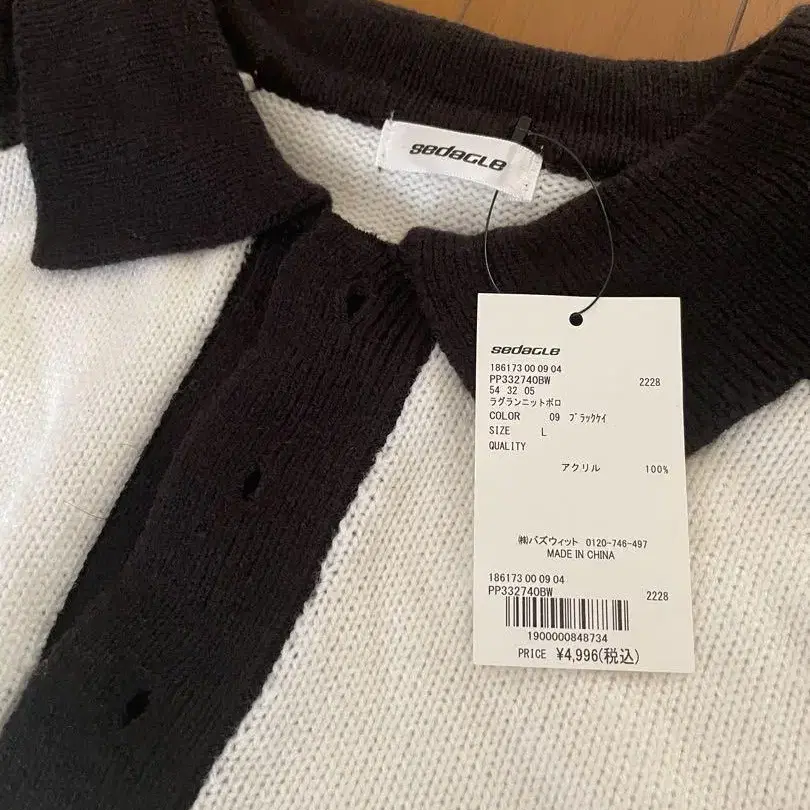 sedaGLe
sedaGLe
186173 00 09 04
PP332740BW 2228
54 32 05
ラグランニットポロ
COLOR 09 ﾌﾞﾗｯｸｹｲ
SIZE L
QUALITY
アクリル 100%
㈱バズウィット 0120-746-497
MADE IN CHINA
186173 00 09 04
PP332740BW 2228
1900000848734
PRICE ¥4,996(税込)